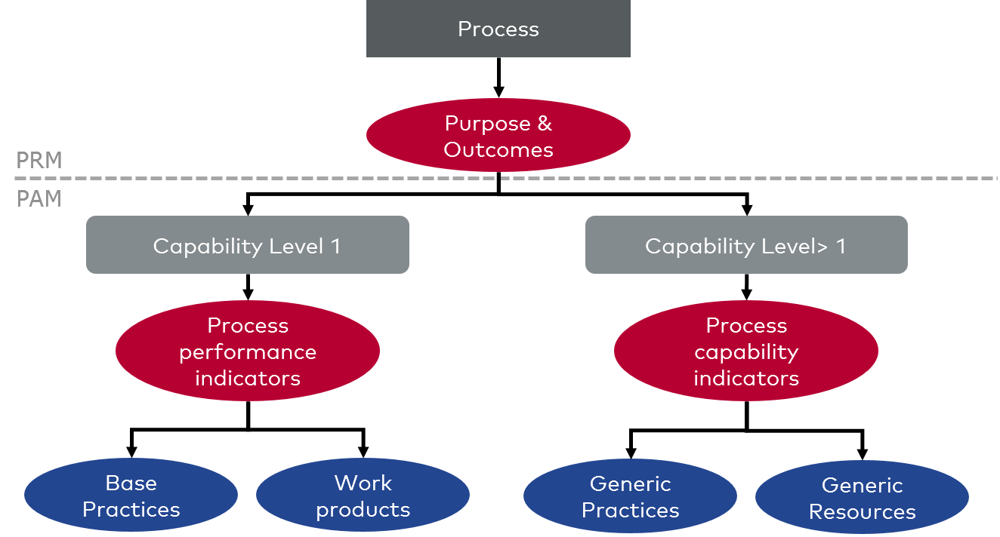 Process
Purpose &
Outcomes
PRM
PAM
Capability Level 1
Capability Level> 1
Process
performance
indicators
Process
capability
indicators
Base
Practices
Work
products
Generic
Practices
Generic
Resources